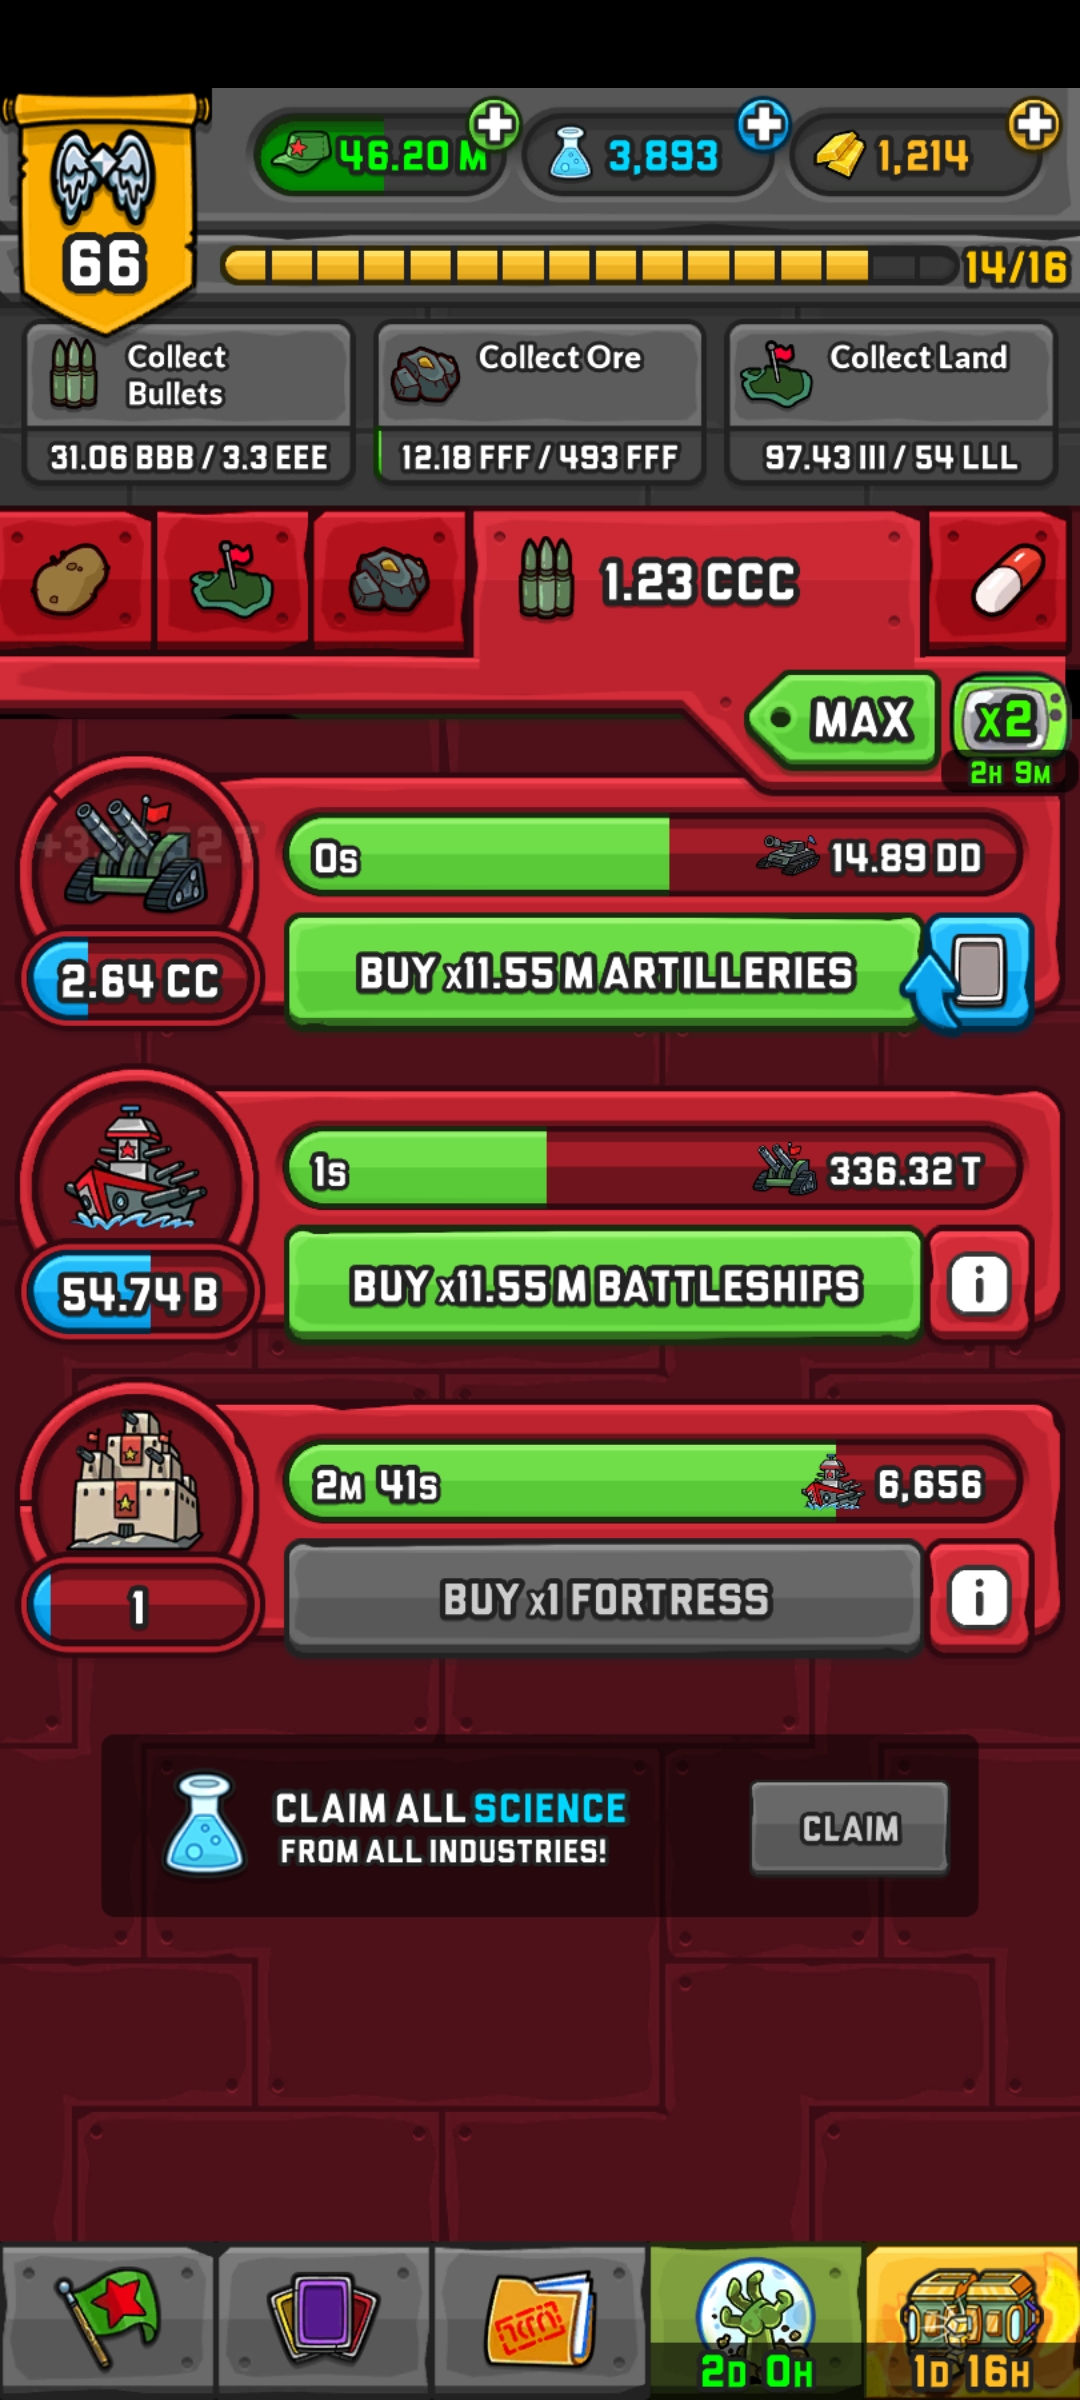 46.20 M
3,893
1,214
66
14/16
Collect
Bullets
31.06 BBB / 3.3 EEE
Collect Ore
12.18 FFF / 493 FFF
Collect Land
97.43 III / 54 LLL
1.23 CCC
MAX
x2
2H 9M
0s
14.89 DD
2.64 CC
BUY x11.55 M ARTILLERIES
1s
336.32 T
54.74 B
BUY x11.55 M BATTLESHIPS
i
2M 41s
6,656
1
BUY x1 FORTRESS
i
CLAIM ALL SCIENCE
FROM ALL INDUSTRIES!
CLAIM
2D 0H
1D 16H